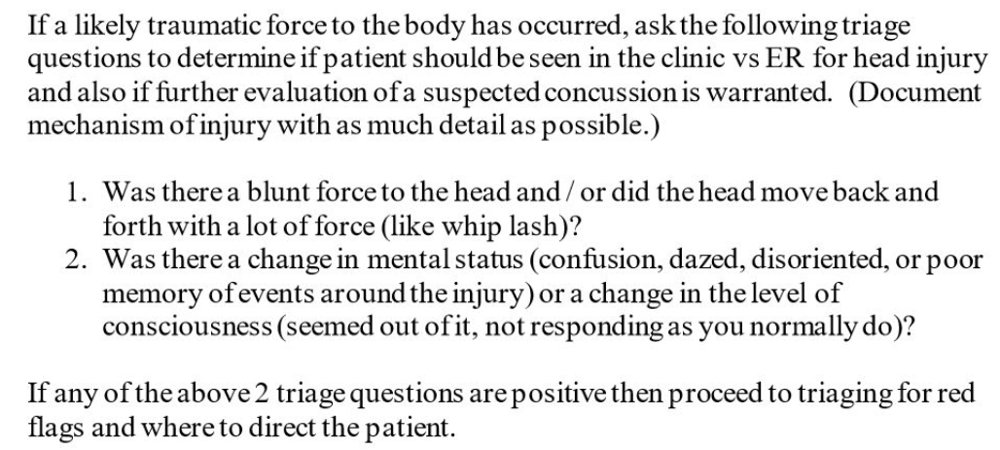 If a likely traumatic force to the body has occurred, ask the following triage
questions to determine if patient should be seen in the clinic vs ER for head injury
and also if further evaluation of a suspected concussion is warranted. (Document
mechanism of injury with as much detail as possible.)
1. Was there a blunt force to the head and / or did the head move back and
forth with a lot of force (like whip lash)?
2. Was there a change in mental status (confusion, dazed, disoriented, or poor
memory of events around the injury) or a change in the level of
consciousness (seemed out of it, not responding as you normally do)?
If any of the above 2 triage questions are positive then proceed to triaging for red
flags and where to direct the patient.